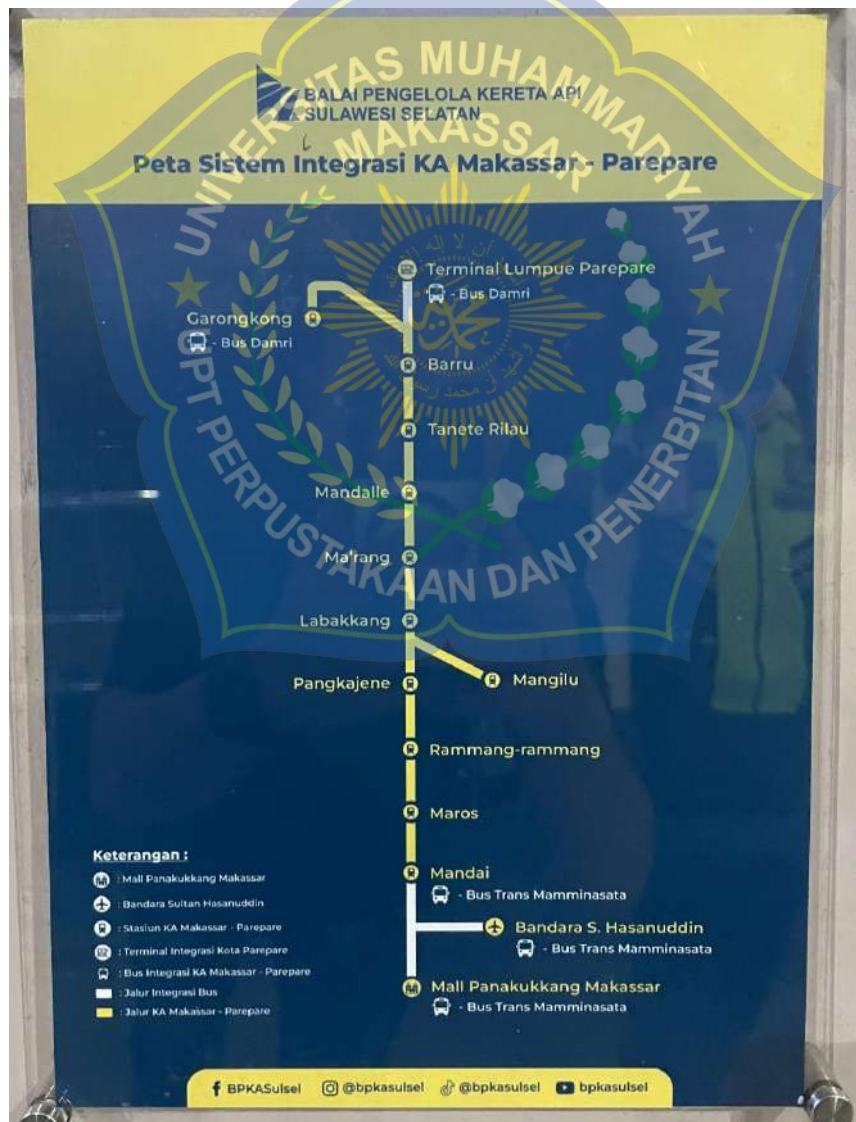 BALAI PENGELOLA KERETA API
SULAWESI SELATAN
Peta Sistem Integrasi KA Makassar - Parepare
UNIVERSITAS MUHAMMADIYAH
MAKASSAR
UPT PERPUSTAKAAN DAN PENERBITAN
Terminal Lumpue Parepare
- Bus Damri
Garongkong
- Bus Damri
Barru
Tanete Rilau
Mandalle
Ma'rang
Labakkang
Pangkajene
Mangilu
Rammang-rammang
Maros
Mandai
- Bus Trans Mamminasata
Bandara S. Hasanuddin
- Bus Trans Mamminasata
Mall Panakukkang Makassar
- Bus Trans Mamminasata
Keterangan :
: Mall Panakukkang Makassar
: Bandara Sultan Hasanuddin
: Stasiun KA Makassar - Parepare
: Terminal Integrasi Kota Parepare
: Bus Integrasi KA Makassar - Parepare
: Jalur Integrasi Bus
: Jalur KA Makassar - Parepare
BPKASulsel
@bpkasulsel
@bpkasulsel
bpkasulsel